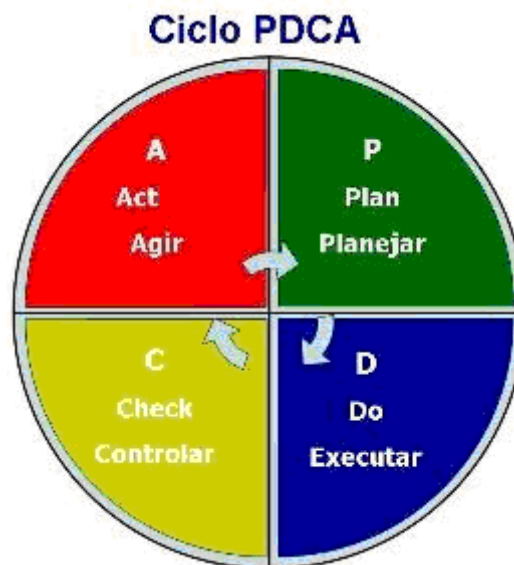 Ciclo PDCA
A
Act
Agir
P
Plan
Planejar
C
Check
Controlar
D
Do
Executar